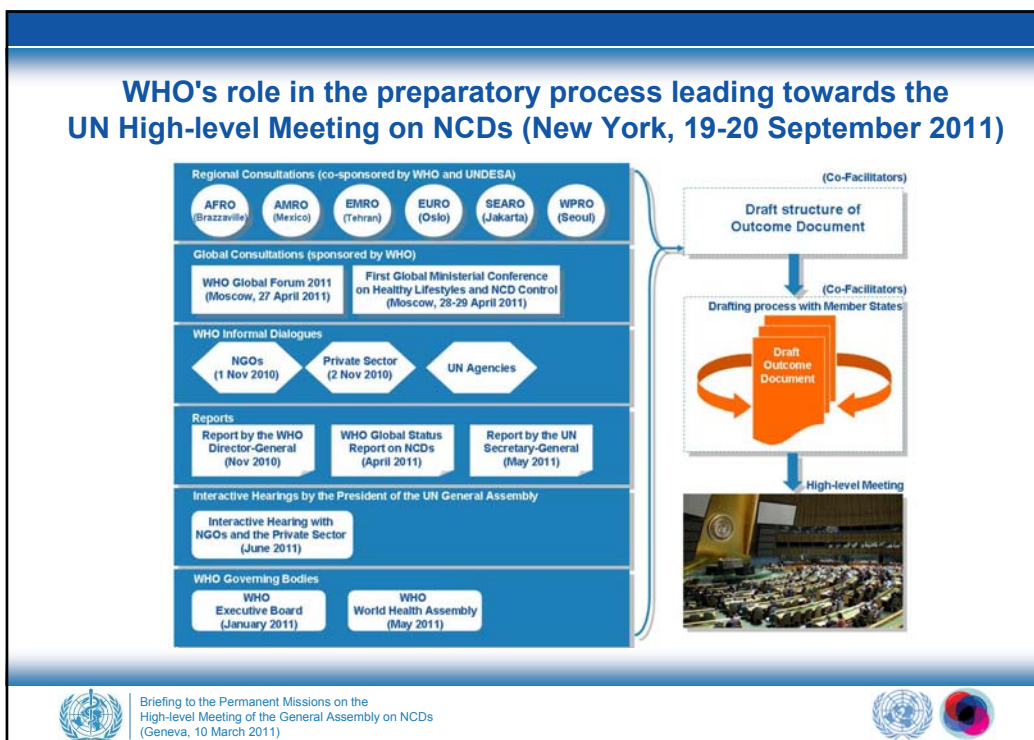 WHO's role in the preparatory process leading towards the
UN High-level Meeting on NCDs (New York, 19-20 September 2011)
Regional Consultations (co-sponsored by WHO and UNDESA)
AFRO
(Brazzaville)
AMRO
(Mexico)
EMRO
(Tehran)
EURO
(Oslo)
SEARO
(Jakarta)
WPRO
(Seoul)
Global Consultations (sponsored by WHO)
WHO Global Forum 2011
(Moscow, 27 April 2011)
First Global Ministerial Conference
on Healthy Lifestyles and NCD Control
(Moscow, 28-29 April 2011)
WHO Informal Dialogues
NGOs
(1 Nov 2010)
Private Sector
(2 Nov 2010)
UN Agencies
Reports
Report by the WHO
Director-General
(Nov 2010)
WHO Global Status
Report on NCDs
(April 2011)
Report by the UN
Secretary-General
(May 2011)
Interactive Hearings by the President of the UN General Assembly
Interactive Hearing with
NGOs and the Private Sector
(June 2011)
WHO Governing Bodies
WHO
Executive Board
(January 2011)
WHO
World Health Assembly
(May 2011)
(Co-Facilitators)
Draft structure of
Outcome Document
(Co-Facilitators)
Drafting process with Member States
Draft
Outcome
Document
High-level Meeting
Briefing to the Permanent Missions on the
High-level Meeting of the General Assembly on NCDs
(Geneva, 10 March 2011)